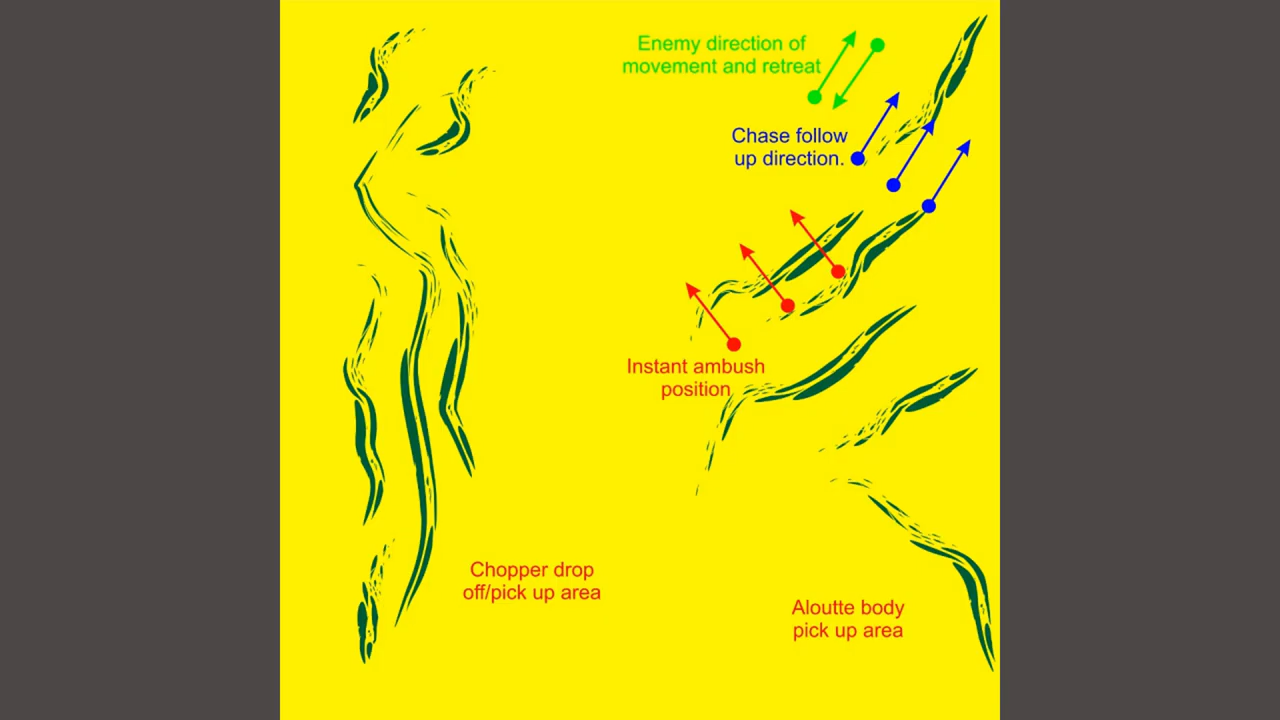 Enemy direction of
movement and retreat
Chase follow
up direction.
Instant ambush
position
Chopper drop
off/pick up area
Aloutte body
pick up area